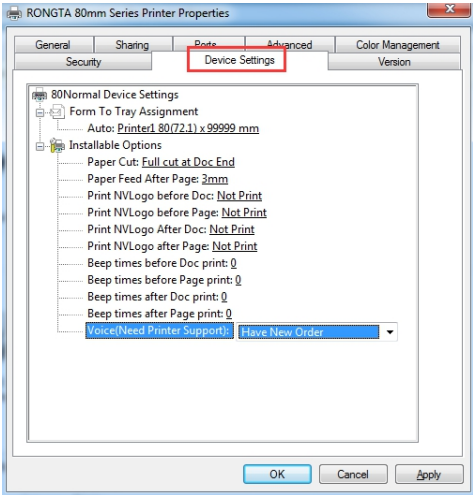 RONGTA 80mm Series Printer Properties
General Sharing Ports Advanced Color Management
Security Device Settings Version
80Normal Device Settings
Form To Tray Assignment
Auto: Printer1 80(72.1) x 99999 mm
Installable Options
Paper Cut: Full cut at Doc End
Paper Feed After Page: 3mm
Print NVLogo before Doc: Not Print
Print NVLogo before Page: Not Print
Print NVLogo After Doc: Not Print
Print NVLogo after Page: Not Print
Beep times before Doc print: 0
Beep times before Page print: 0
Beep times after Doc print: 0
Beep times after Page print: 0
Voice(Need Printer Support): Have New Order
OK Cancel Apply